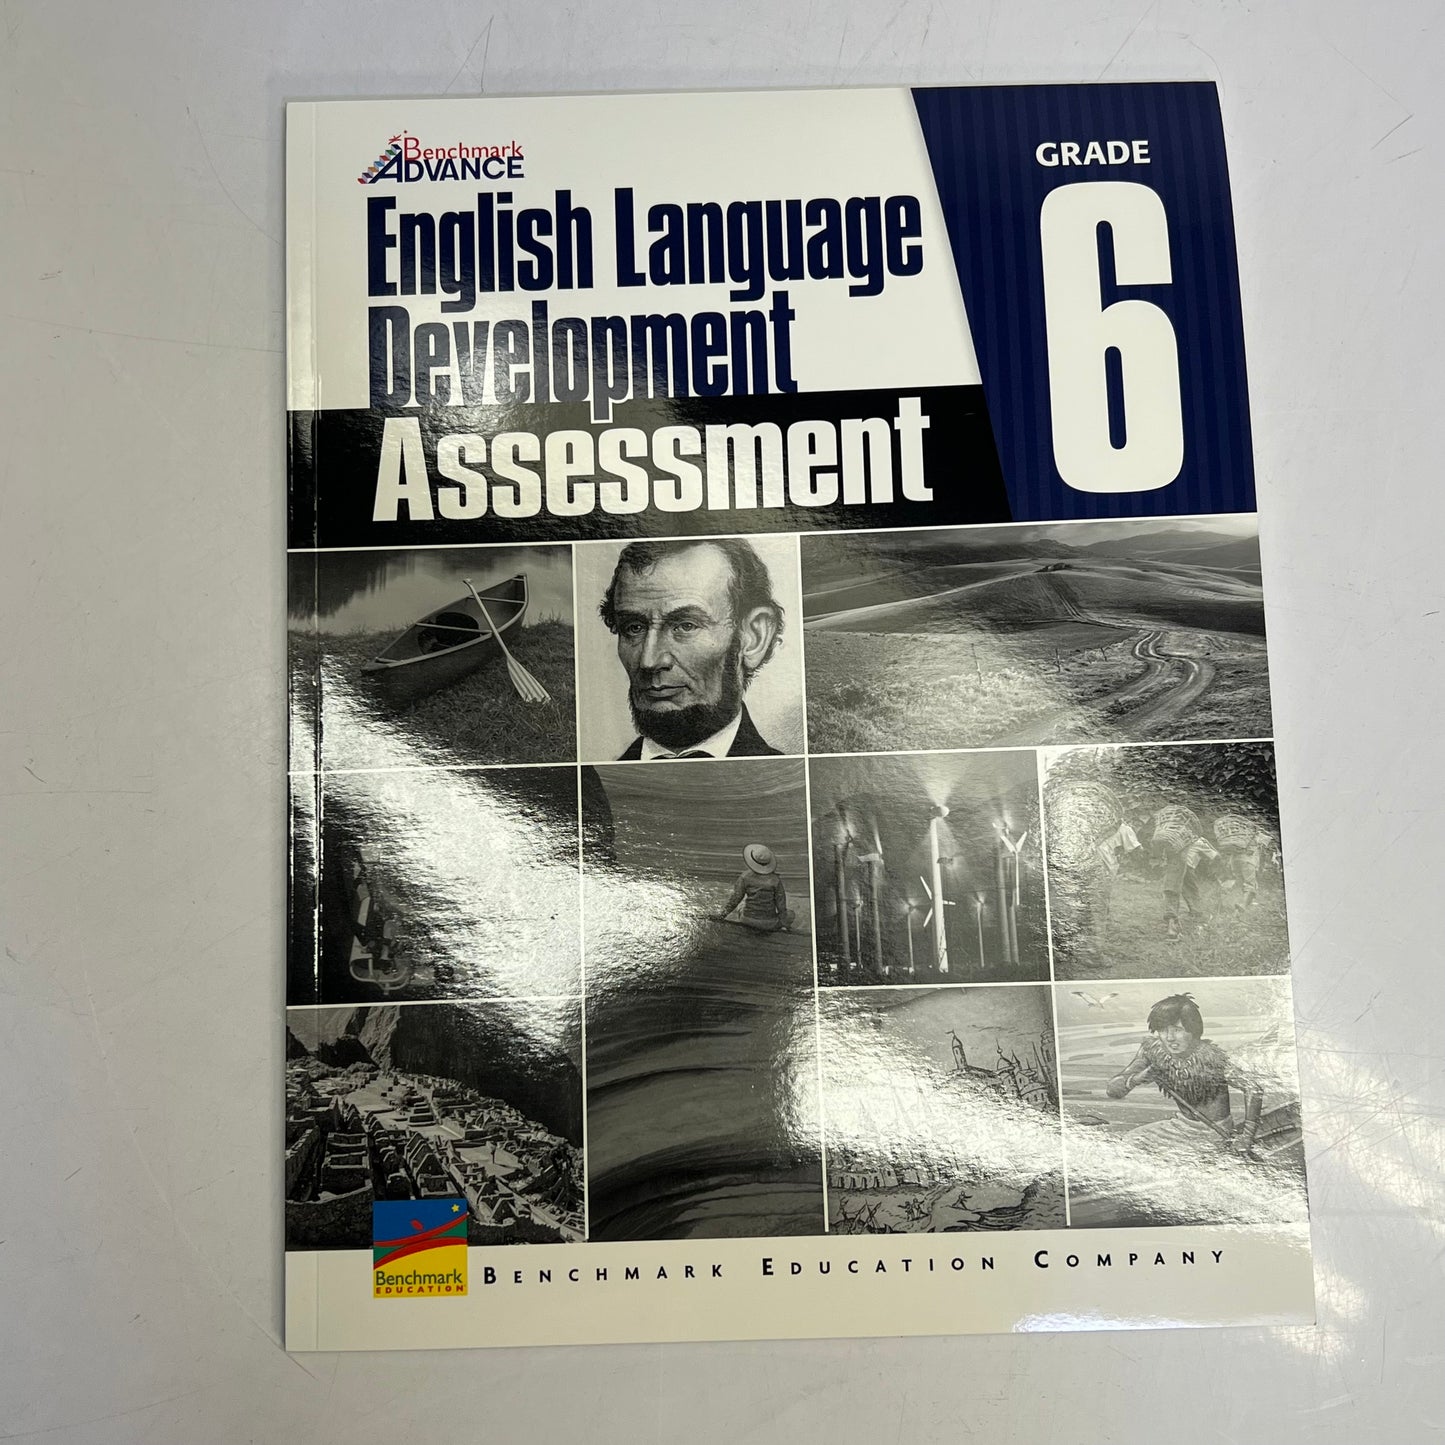 Benchmark
ADVANCE
English Language
Development
Assessment
GRADE
6
Benchmark
EDUCATION
BENCHMARK EDUCATION COMPANY